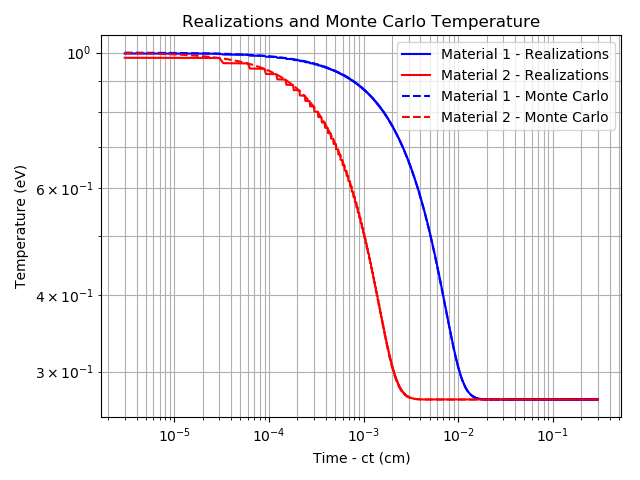 Realizations and Monte Carlo Temperature
Temperature (eV)
10⁰
6 × 10⁻¹
4 × 10⁻¹
3 × 10⁻¹
Material 1 - Realizations
Material 2 - Realizations
Material 1 - Monte Carlo
Material 2 - Monte Carlo
10⁻⁵ 10⁻⁴ 10⁻³ 10⁻² 10⁻¹
Time - ct (cm)